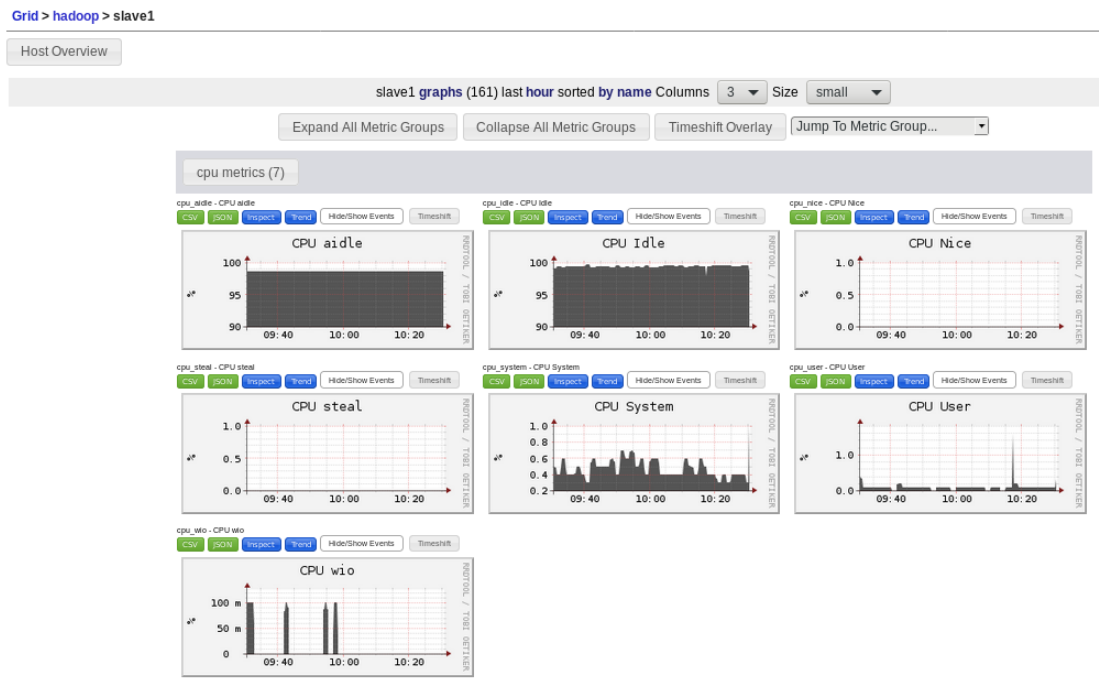 Grid > hadoop > slave1
Host Overview
slave1 graphs (161) last hour sorted by name Columns 3 Size small
Expand All Metric Groups Collapse All Metric Groups Timeshift Overlay Jump To Metric Group...
cpu metrics (7)
cpu_aidle - CPU aidle
CSV JSON Inspect Trend Hide/Show Events Timeshift
CPU aidle
100
95
90
09:40 10:00 10:20
RRDTOOL / TOBI OETIKER
cpu_idle - CPU Idle
CSV JSON Inspect Trend Hide/Show Events Timeshift
CPU Idle
100
95
90
09:40 10:00 10:20
RRDTOOL / TOBI OETIKER
cpu_nice - CPU Nice
CSV JSON Inspect Trend Hide/Show Events Timeshift
CPU Nice
1.0
0.5
0.0
09:40 10:00 10:20
RRDTOOL / TOBI OETIKER
cpu_steal - CPU steal
CSV JSON Inspect Trend Hide/Show Events Timeshift
CPU steal
1.0
0.5
0.0
09:40 10:00 10:20
RRDTOOL / TOBI OETIKER
cpu_system - CPU System
CSV JSON Inspect Trend Hide/Show Events Timeshift
CPU System
1.0
0.8
0.6
0.4
0.2
09:40 10:00 10:20
RRDTOOL / TOBI OETIKER
cpu_user - CPU User
CSV JSON Inspect Trend Hide/Show Events Timeshift
CPU User
1.0
0.0
09:40 10:00 10:20
RRDTOOL / TOBI OETIKER
cpu_wio - CPU wio
CSV JSON Inspect Trend Hide/Show Events Timeshift
CPU wio
100 m
50 m
0
09:40 10:00 10:20
RRDTOOL / TOBI OETIKER